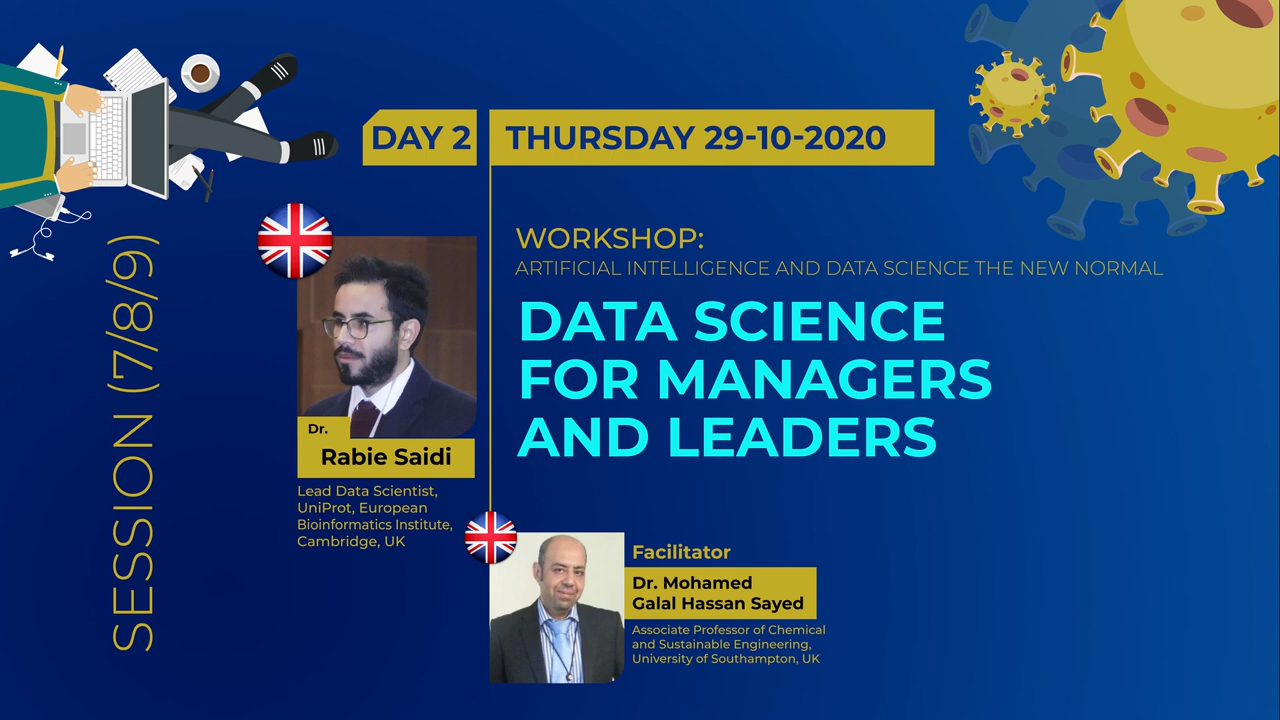 DAY 2
THURSDAY 29-10-2020
SESSION (7/8/9)
WORKSHOP:
ARTIFICIAL INTELLIGENCE AND DATA SCIENCE THE NEW NORMAL
DATA SCIENCE
FOR MANAGERS
AND LEADERS
Dr.
Rabie Saidi
Lead Data Scientist,
UniProt, European
Bioinformatics Institute,
Cambridge, UK
Facilitator
Dr. Mohamed
Galal Hassan Sayed
Associate Professor of Chemical
and Sustainable Engineering,
University of Southampton, UK